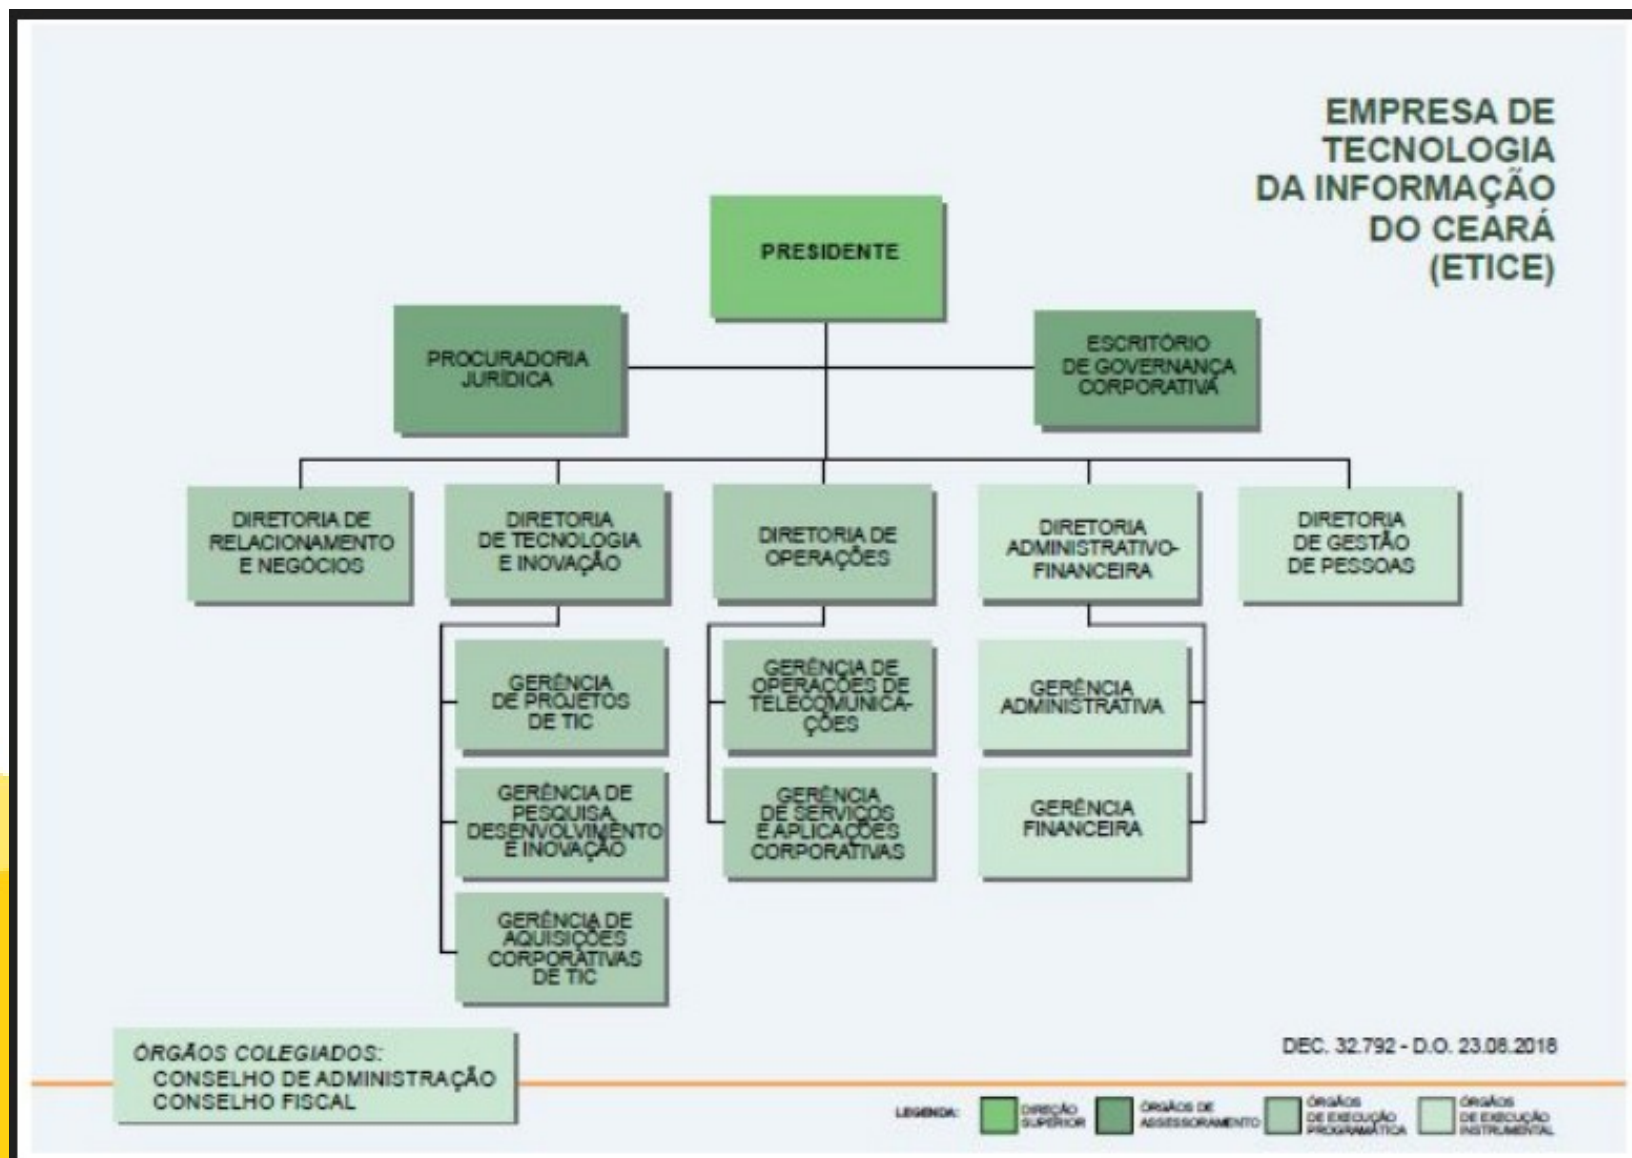 EMPRESA DE
TECNOLOGIA
DA INFORMAÇÃO
DO CEARÁ
(ETICE)
PRESIDENTE
PROCURADORIA
JURÍDICA
ESCRITÓRIO
DE GOVERNANÇA
CORPORATIVA
DIRETORIA DE
RELACIONAMENTO
E NEGÓCIOS
DIRETORIA
DE TECNOLOGIA
E INOVAÇÃO
DIRETORIA DE
OPERAÇÕES
DIRETORIA
ADMINISTRATIVO-
FINANCEIRA
DIRETORIA
DE GESTÃO
DE PESSOAS
GERÊNCIA
DE PROJETOS
DE TIC
GERÊNCIA DE
OPERAÇÕES DE
TELECOMUNICA-
ÇÕES
GERÊNCIA
ADMINISTRATIVA
GERÊNCIA DE
PESQUISA
DESENVOLVIMENTO
E INOVAÇÃO
GERÊNCIA
DE SERVIÇOS
E APLICAÇÕES
CORPORATIVAS
GERÊNCIA
FINANCEIRA
GERÊNCIA DE
AQUISIÇÕES
CORPORATIVAS
DE TIC
ÓRGÃOS COLEGIADOS:
CONSELHO DE ADMINISTRAÇÃO
CONSELHO FISCAL
DEC. 32.792 - D.O. 23.08.2018
LEGENDA:
DIREÇÃO
SUPERIOR
ÓRGÃOS DE
ASSESSORAMENTO
ÓRGÃOS
DE EXECUÇÃO
PROGRAMÁTICA
ÓRGÃOS
DE EXECUÇÃO
INSTRUMENTAL